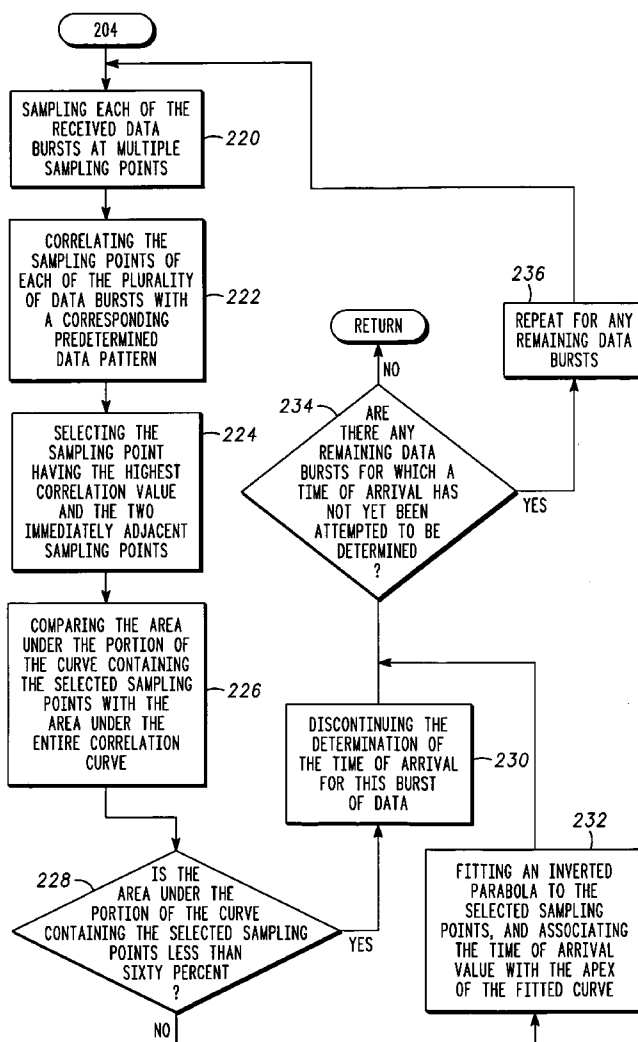 204
SAMPLING EACH OF THE
RECEIVED DATA
BURSTS AT MULTIPLE
SAMPLING POINTS
220
CORRELATING THE
SAMPLING POINTS OF
EACH OF THE PLURALITY
OF DATA BURSTS WITH
A CORRESPONDING
PREDETERMINED
DATA PATTERN
222
SELECTING THE
SAMPLING POINT
HAVING THE HIGHEST
CORRELATION VALUE
AND THE TWO
IMMEDIATELY ADJACENT
SAMPLING POINTS
224
COMPARING THE AREA
UNDER THE PORTION OF
THE CURVE CONTAINING
THE SELECTED SAMPLING
POINTS WITH THE
AREA UNDER THE
ENTIRE CORRELATION
CURVE
226
228
IS THE
AREA UNDER THE
PORTION OF THE CURVE
CONTAINING THE SELECTED SAMPLING
POINTS LESS THAN
SIXTY PERCENT
?
YES
NO
DISCONTINUING THE
DETERMINATION OF
THE TIME OF ARRIVAL
FOR THIS BURST
OF DATA
230
232
FITTING AN INVERTED
PARABOLA TO THE
SELECTED SAMPLING
POINTS, AND ASSOCIATING
THE TIME OF ARRIVAL
VALUE WITH THE APEX
OF THE FITTED CURVE
234
ARE
THERE ANY
REMAINING DATA
BURSTS FOR WHICH A
TIME OF ARRIVAL HAS
NOT YET BEEN
ATTEMPTED TO BE
DETERMINED
?
NO
YES
RETURN
236
REPEAT FOR ANY
REMAINING DATA
BURSTS